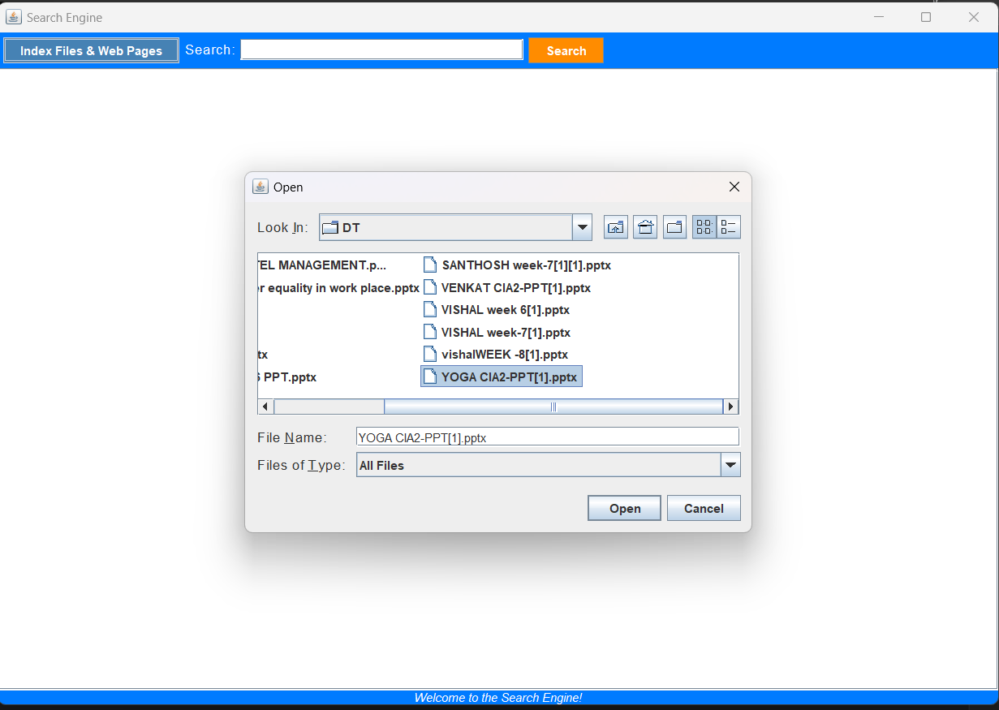 Search Engine
Index Files & Web Pages Search: Search
Open
Look In: DT
TEL MANAGEMENT.p... SANTHOSH week-7[1][1].pptx
r equality in work place.pptx VENKAT CIA2-PPT[1].pptx
VISHAL week 6[1].pptx
VISHAL week-7[1].pptx
tx vishalWEEK -8[1].pptx
PPT.pptx YOGA CIA2-PPT[1].pptx
File Name: YOGA CIA2-PPT[1].pptx
Files of Type: All Files
Open Cancel
Welcome to the Search Engine!